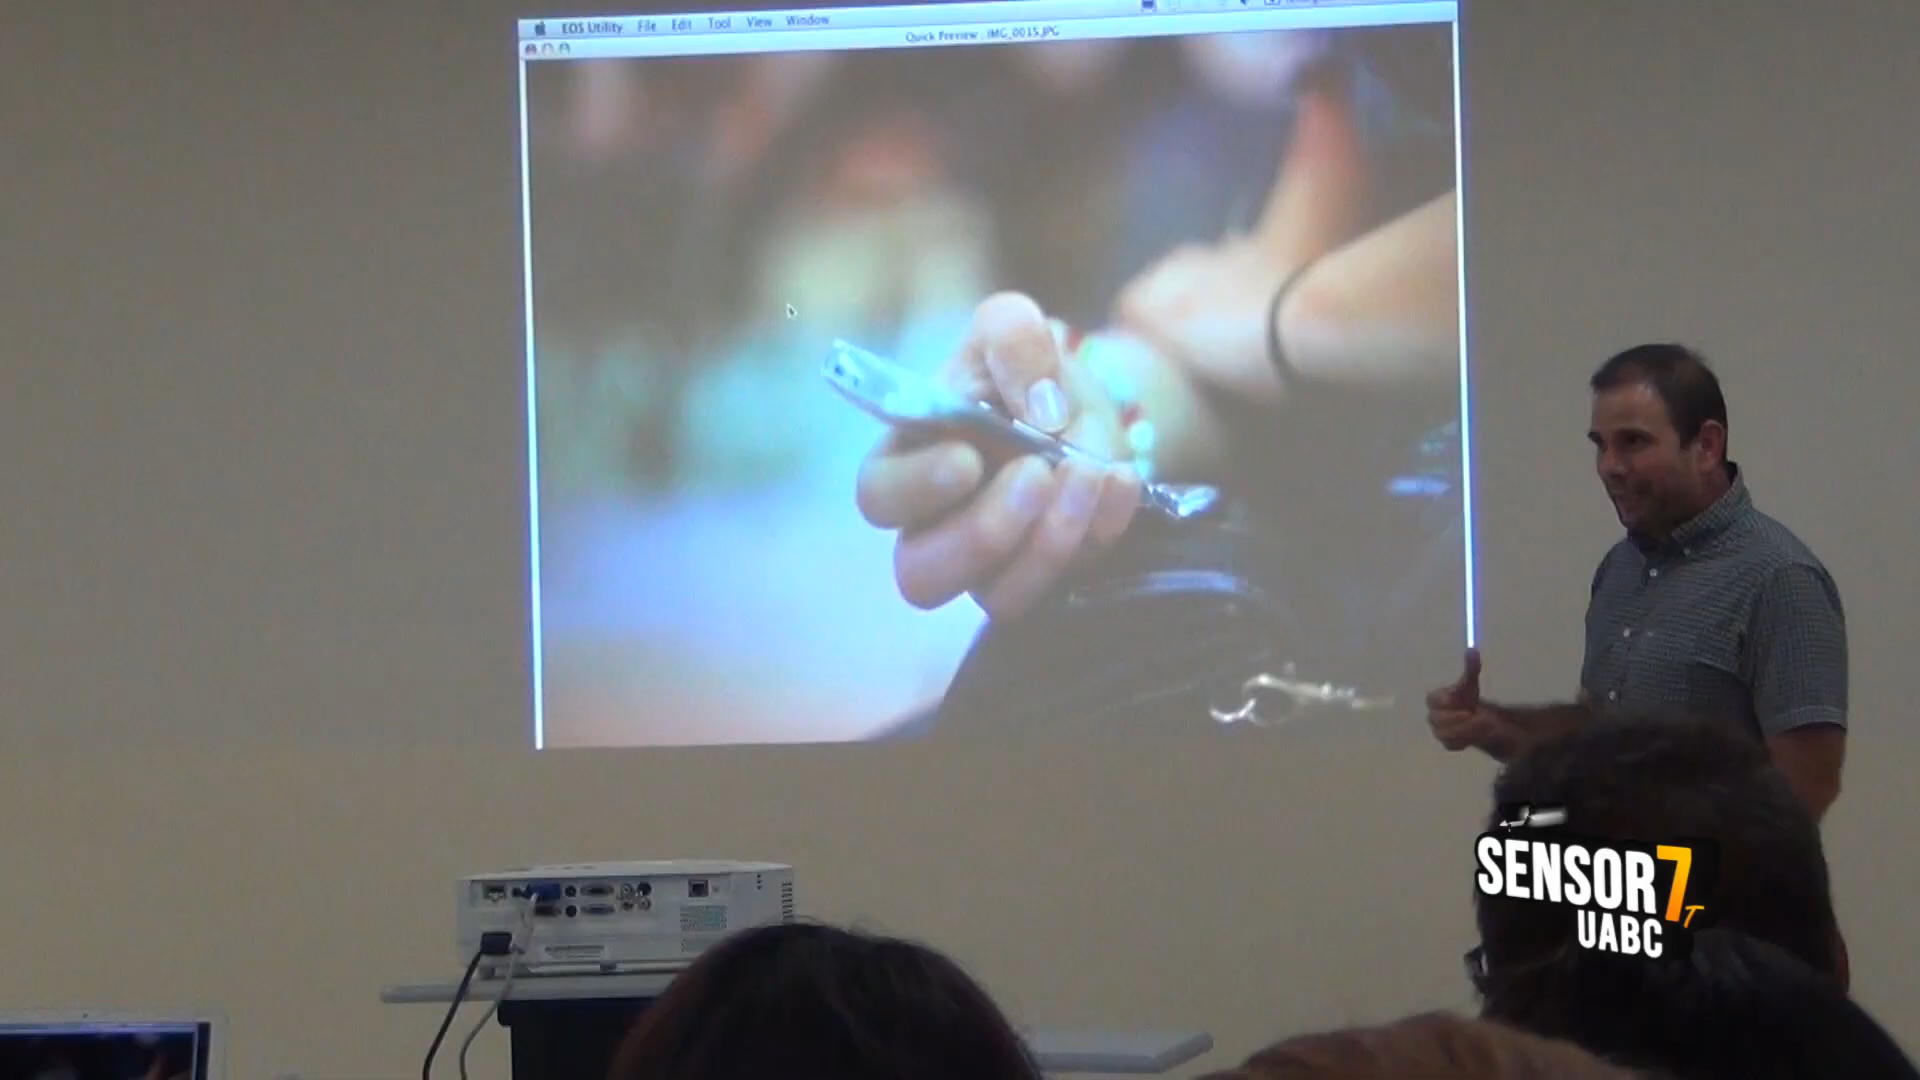 EOS Utility File Edit Tool View Window
Quick Preview : IMG_0015.JPG
SENSOR7
UABC